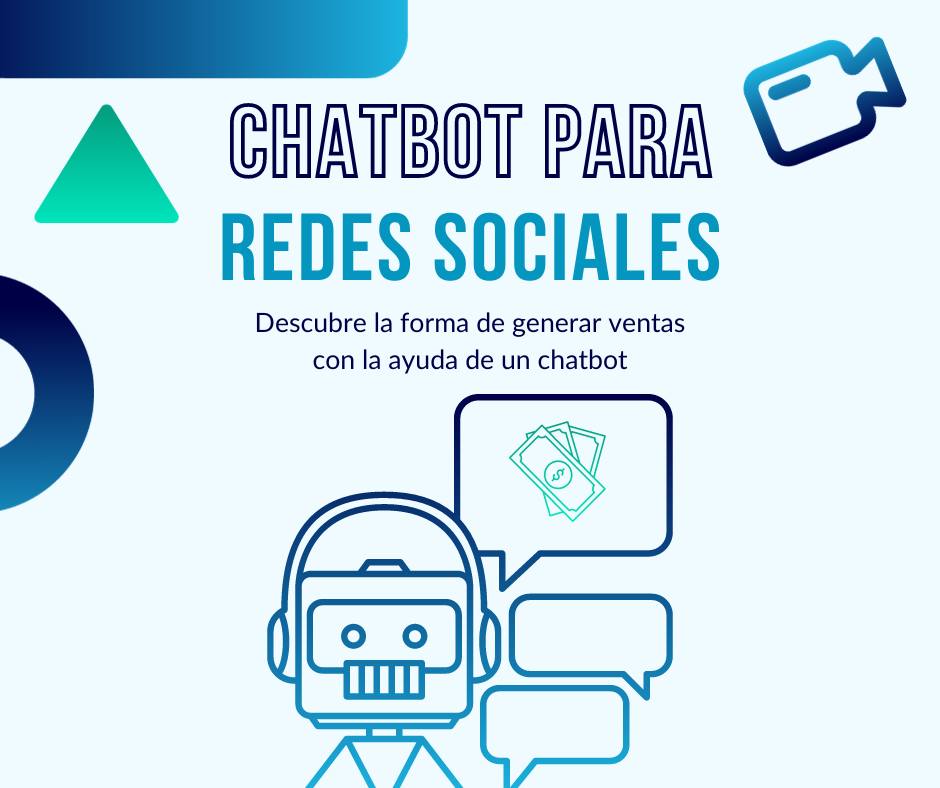 CHATBOT PARA
REDES SOCIALES
Descubre la forma de generar ventas
con la ayuda de un chatbot
$